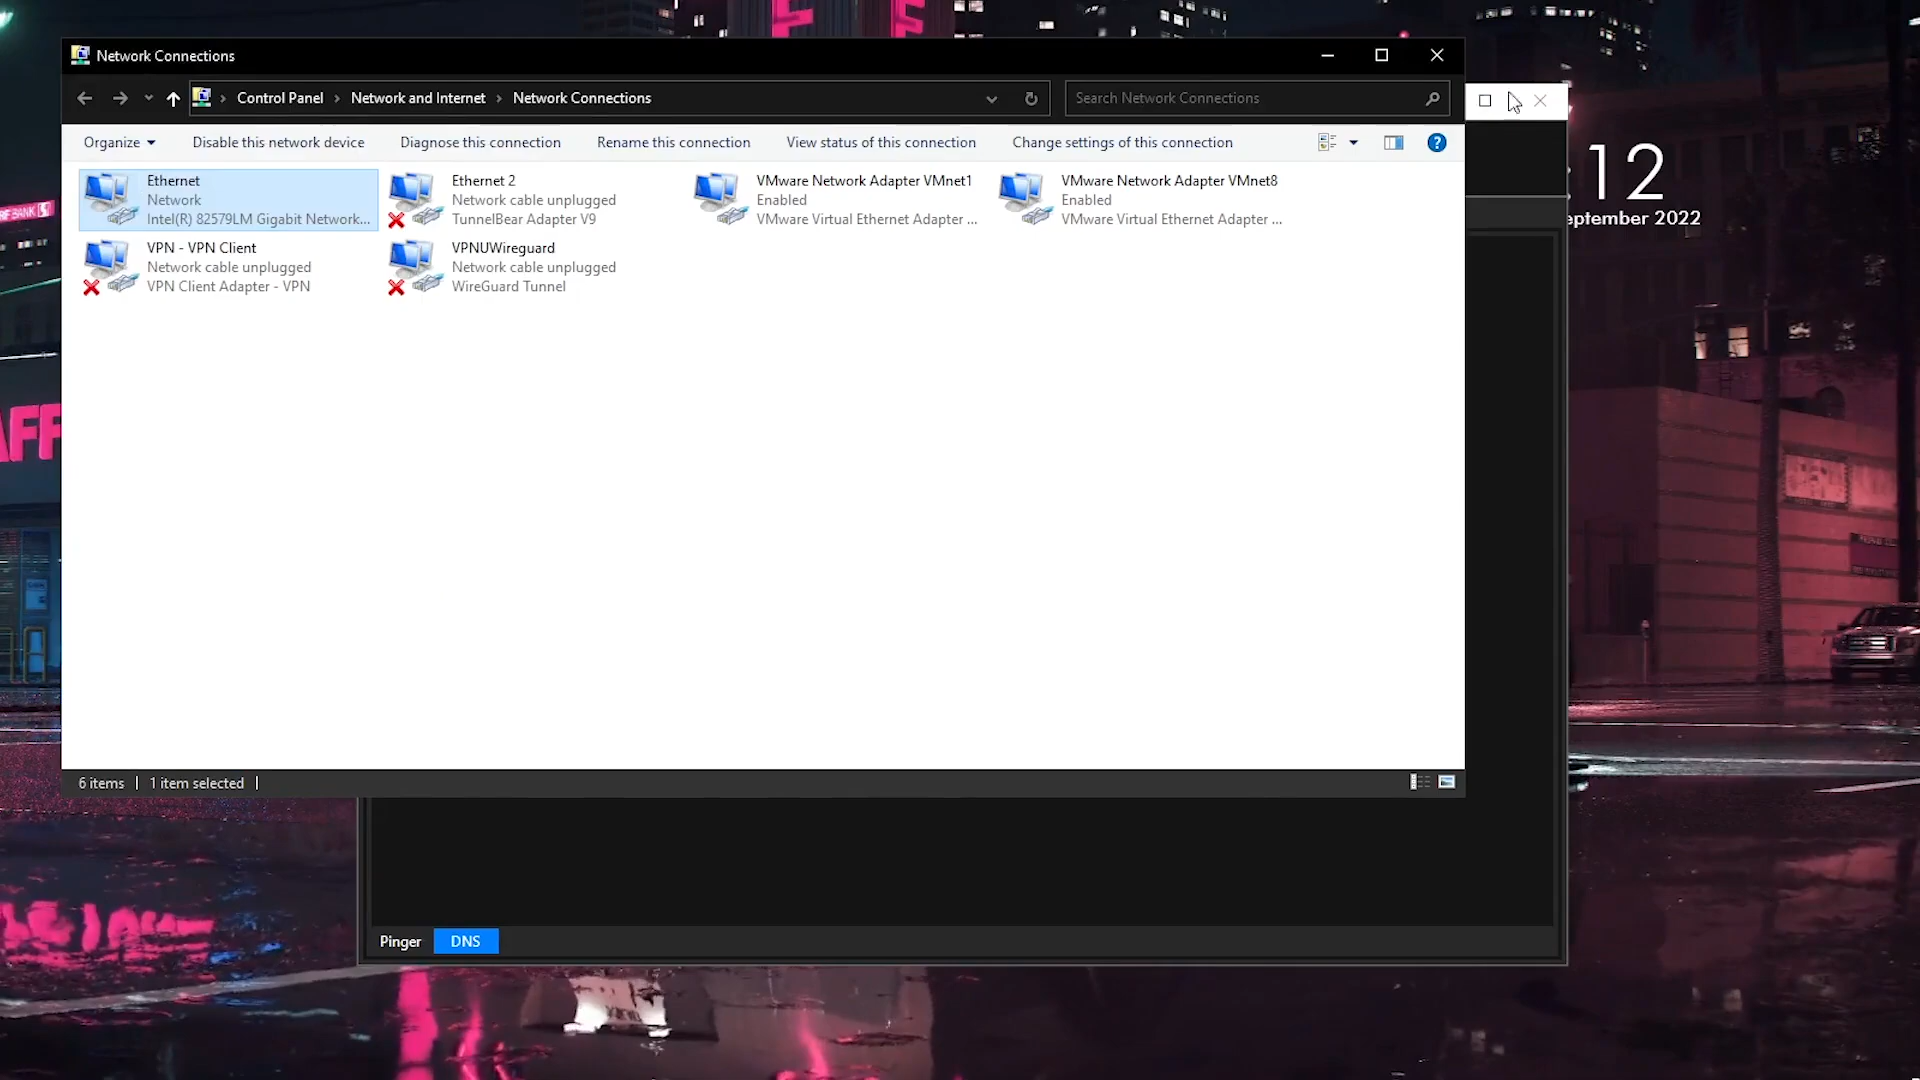 Network Connections
Control Panel › Network and Internet › Network Connections
Search Network Connections
Organize
Disable this network device
Diagnose this connection
Rename this connection
View status of this connection
Change settings of this connection
Ethernet
Network
Intel(R) 82579LM Gigabit Network...
Ethernet 2
Network cable unplugged
TunnelBear Adapter V9
VMware Network Adapter VMnet1
Enabled
VMware Virtual Ethernet Adapter ...
VMware Network Adapter VMnet8
Enabled
VMware Virtual Ethernet Adapter ...
VPN - VPN Client
Network cable unplugged
VPN Client Adapter - VPN
VPNUWireguard
Network cable unplugged
WireGuard Tunnel
6 items
1 item selected
:12
eptember 2022
Pinger
DNS
AFF